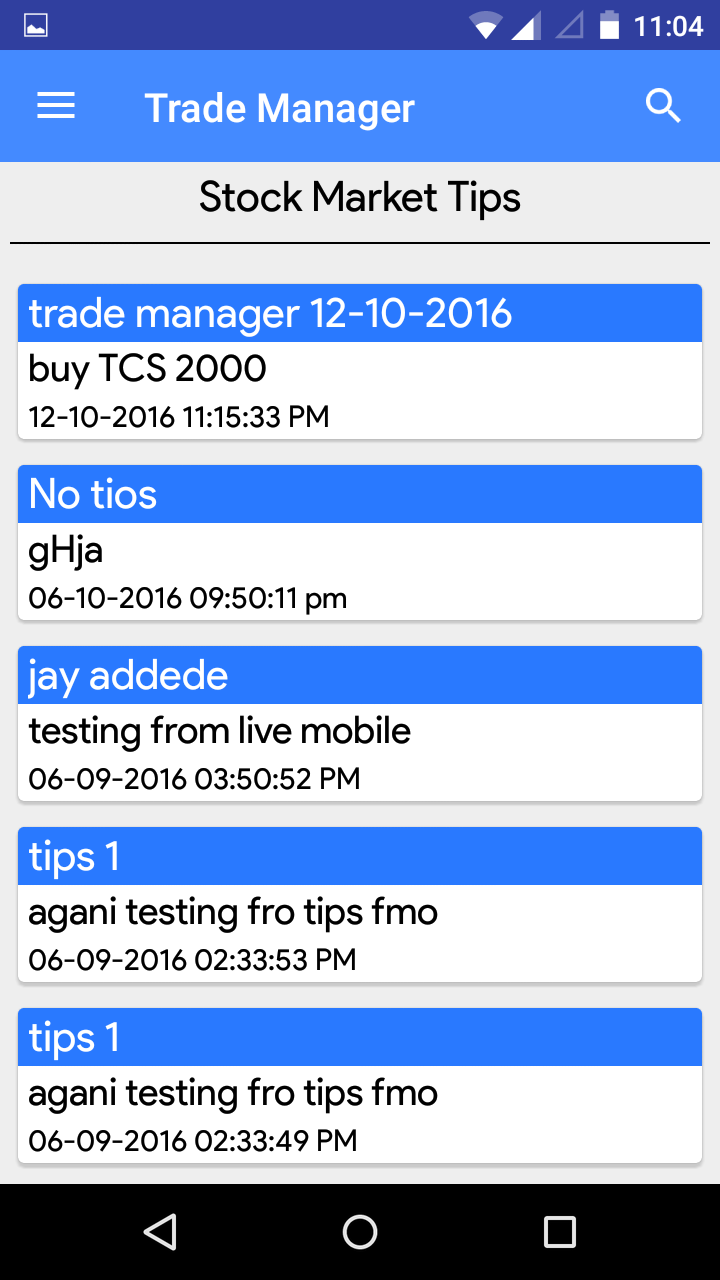 11:04
Trade Manager
Stock Market Tips
trade manager 12-10-2016
buy TCS 2000
12-10-2016 11:15:33 PM
No tios
gHja
06-10-2016 09:50:11 pm
jay addede
testing from live mobile
06-09-2016 03:50:52 PM
tips 1
agani testing fro tips fmo
06-09-2016 02:33:53 PM
tips 1
agani testing fro tips fmo
06-09-2016 02:33:49 PM